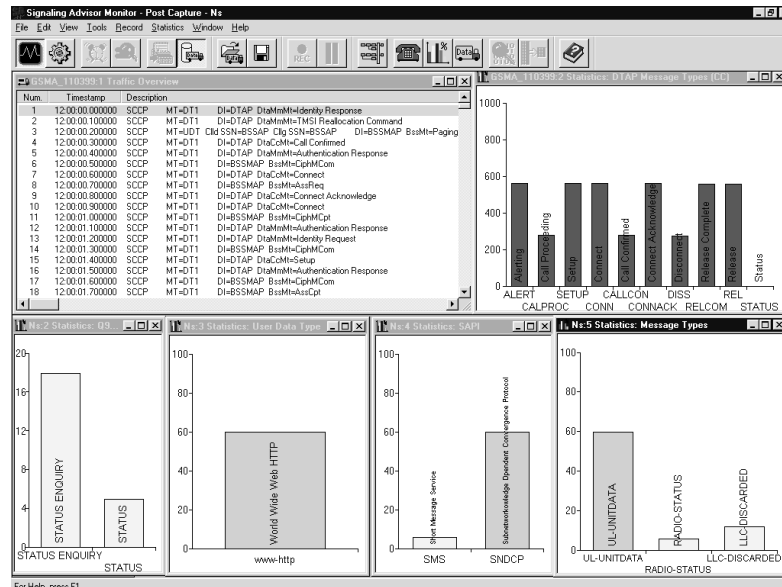 Signaling Advisor Monitor - Post Capture - Ns
File Edit View Tools Record Statistics Window Help
REC
GSMA_110399:1 Traffic Overview
Num. Timestamp Description
1 12:00:00.000000 SCCP MT=DT1 DI=DTAP DtaMmMt=Identity Response
2 12:00:00.100000 SCCP MT=DT1 DI=DTAP DtaMmMt=TMSI Reallocation Command
3 12:00:00.200000 SCCP MT=UDT Clld SSN=BSSAP Cllg SSN=BSSAP DI=BSSMAP BssMt=Paging
4 12:00:00.300000 SCCP MT=DT1 DI=DTAP DtaCcMt=Call Confirmed
5 12:00:00.400000 SCCP MT=DT1 DI=DTAP DtaMmMt=Authentication Response
6 12:00:00.500000 SCCP MT=DT1 DI=BSSMAP BssMt=CiphMCom
7 12:00:00.600000 SCCP MT=DT1 DI=DTAP DtaCcMt=Connect
8 12:00:00.700000 SCCP MT=DT1 DI=BSSMAP BssMt=AssReq
9 12:00:00.800000 SCCP MT=DT1 DI=DTAP DtaCcMt=Connect Acknowledge
10 12:00:00.900000 SCCP MT=DT1 DI=DTAP DtaCcMt=Connect
11 12:00:01.000000 SCCP MT=DT1 DI=BSSMAP BssMt=CiphMCpt
12 12:00:01.100000 SCCP MT=DT1 DI=DTAP DtaMmMt=Authentication Response
13 12:00:01.200000 SCCP MT=DT1 DI=DTAP DtaMmMt=Identity Request
14 12:00:01.300000 SCCP MT=DT1 DI=BSSMAP BssMt=CiphMCom
15 12:00:01.400000 SCCP MT=DT1 DI=DTAP DtaCcMt=Setup
16 12:00:01.500000 SCCP MT=DT1 DI=DTAP DtaMmMt=Authentication Response
17 12:00:01.600000 SCCP MT=DT1 DI=BSSMAP BssMt=CiphMCom
18 12:00:01.700000 SCCP MT=DT1 DI=BSSMAP BssMt=AssCpt
GSMA_110399:2 Statistics: DTAP Message Types (CC)
1000
800
600
400
200
0
Alerting
Call Proceeding
Setup
Connect
Call Confirmed
Connect Acknowledge
Disconnect
Release Complete
Release
Status
ALERT SETUP CALLCON DISS REL
CALPROC CONN CONNACK RELCOM STATUS
Ns:2 Statistics: Q9...
20
16
12
8
4
0
STATUS ENQUIRY
STATUS
STATUS ENQUIRY
STATUS
Ns:3 Statistics: User Data Type
100
80
60
40
20
0
World Wide Web HTTP
www-http
Ns:4 Statistics: SAPI
100
80
60
40
20
0
Short Message Service
Subnetworkowledge Dpendent Convergence Protocol
SMS SNDCP
Ns:5 Statistics: Message Types
100
80
60
40
20
0
UL-UNITDATA
RADIO-STATUS
LLC-DISCARDED
UL-UNITDATA LLC-DISCARDED
RADIO-STATUS
For Help, press F1